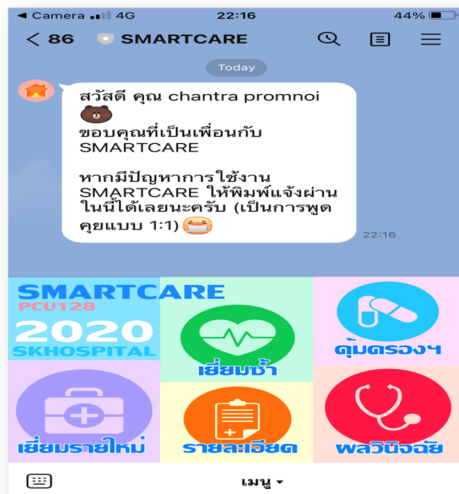 Camera 4G 22:16 44%
86 SMARTCARE
Today
สวัสดี คุณ chantra promnoi
ขอบคุณที่เป็นเพื่อนกับ
SMARTCARE
หากมีปัญหาการใช้งาน
SMARTCARE ให้พิมพ์แจ้งผ่าน
ในนี้ได้เลยนะครับ (เป็นการพูด
คุยแบบ 1:1)
22:16
SMARTCARE
PCU128
2020
SKHOSPITAL
เยี่ยมซ้ำ
คุ้มครองฯ
เยี่ยมรายใหม่
รายละเอียด
ผลวินิจฉัย
เมนู